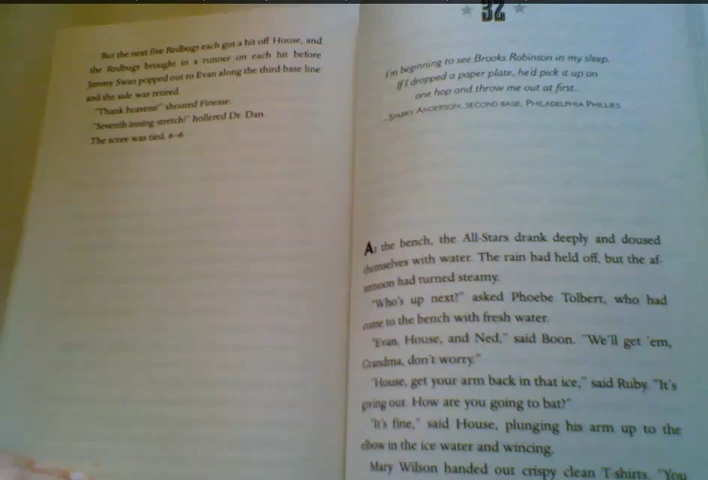 But the next five Redbugs each got a hit off House, and
the Redbugs brought in a runner on each hit before
Jimmy Swan popped out to Evan along the third-base line
and the side was retired.
"Thank heavens!" shouted Finesse.
"Seventh inning stretch!" hollered Dr. Dan.
The score was tied, 6–6.
32
I'm beginning to see Brooks Robinson in my sleep.
If I dropped a paper plate, he'd pick it up on
one hop and throw me out at first.
—SPARKY ANDERSON, SECOND BASE, PHILADELPHIA PHILLIES
At the bench, the All-Stars drank deeply and doused
themselves with water. The rain had held off, but the af-
ternoon had turned steamy.
"Who's up next?" asked Phoebe Tolbert, who had
come to the bench with fresh water.
"Evan, House, and Ned," said Boon. "We'll get 'em,
Grandma, don't worry."
"House, get your arm back in that ice," said Ruby. "It's
giving out. How are you going to bat?"
"It's fine," said House, plunging his arm up to the
elbow in the ice water and wincing.
Mary Wilson handed out crispy clean T-shirts. "You